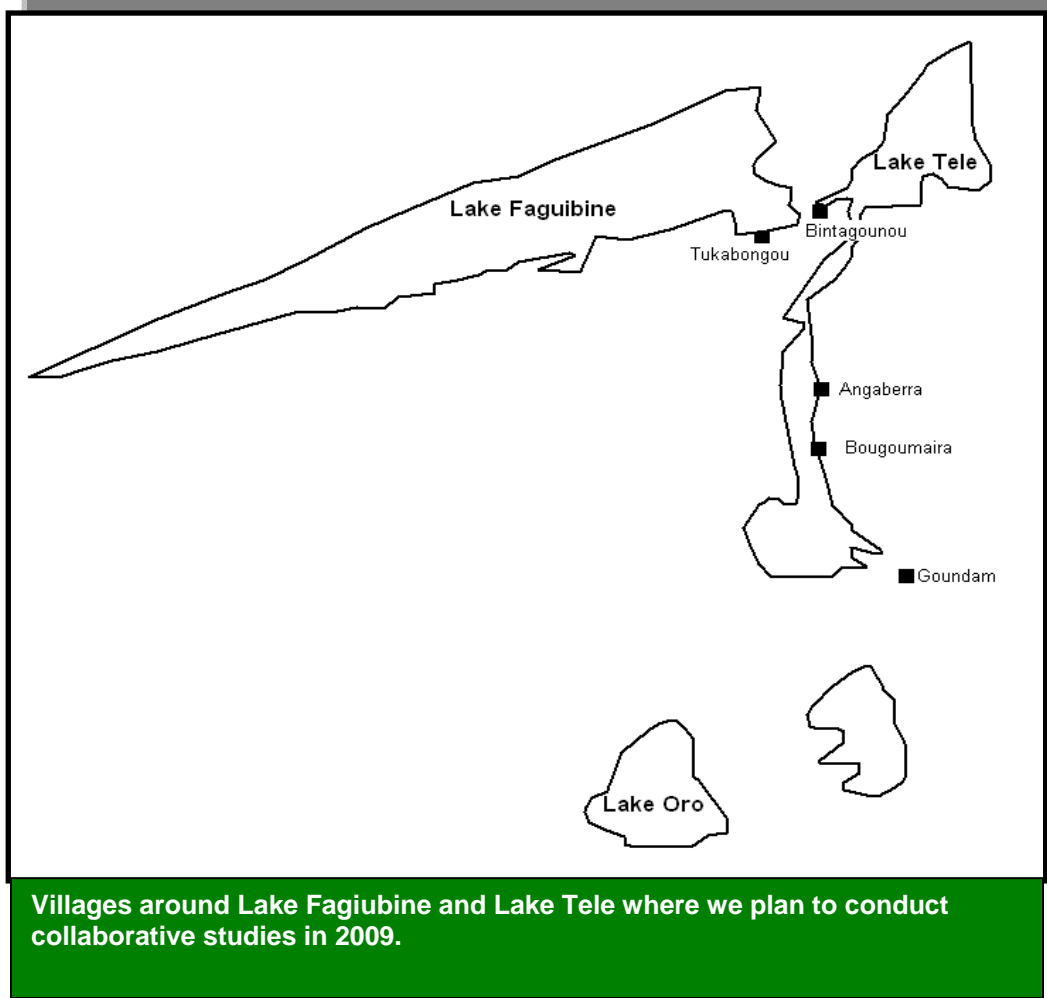 Lake Tele
Lake Faguibine
Bintagounou
Tukabongou
Angaberra
Bougoumaira
Goundam
Lake Oro
Villages around Lake Fagiubine and Lake Tele where we plan to conduct
collaborative studies in 2009.